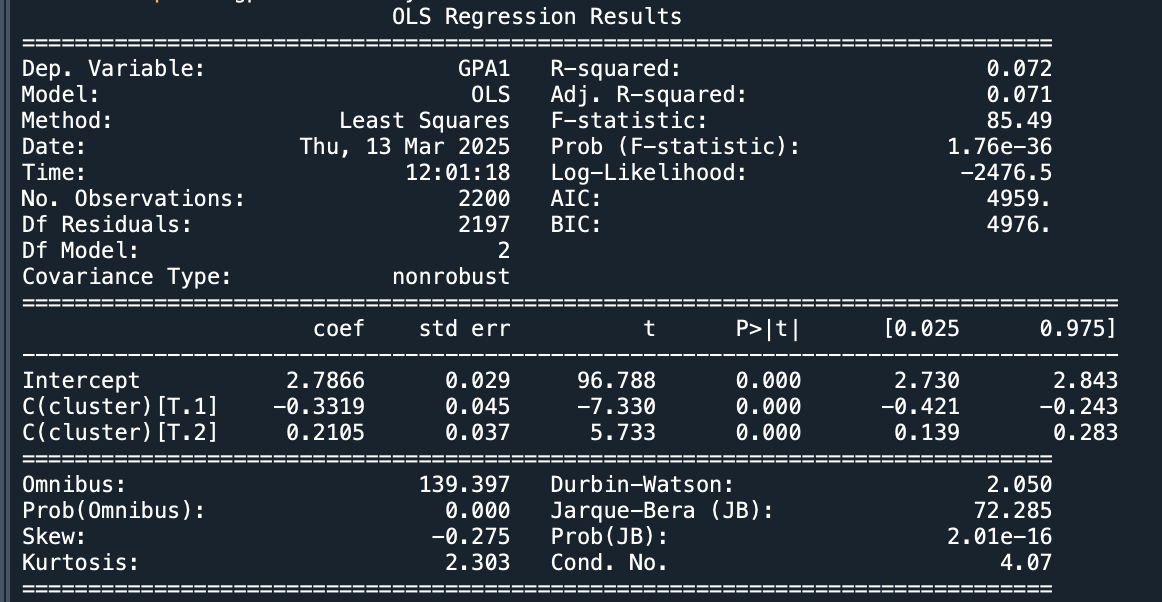 OLS Regression Results
==============================================================================
Dep. Variable:                   GPA1   R-squared:                       0.072
Model:                            OLS   Adj. R-squared:                  0.071
Method:                 Least Squares   F-statistic:                     85.49
Date:                Thu, 13 Mar 2025   Prob (F-statistic):           1.76e-36
Time:                        12:01:18   Log-Likelihood:                -2476.5
No. Observations:                2200   AIC:                             4959.
Df Residuals:                    2197   BIC:                             4976.
Df Model:                           2
Covariance Type:            nonrobust
===================================================================================
                      coef    std err          t      P>|t|      [0.025      0.975]
-----------------------------------------------------------------------------------
Intercept           2.7866      0.029     96.788      0.000       2.730       2.843
C(cluster)[T.1]    -0.3319      0.045     -7.330      0.000      -0.421      -0.243
C(cluster)[T.2]     0.2105      0.037      5.733      0.000       0.139       0.283
==============================================================================
Omnibus:                      139.397   Durbin-Watson:                   2.050
Prob(Omnibus):                  0.000   Jarque-Bera (JB):               72.285
Skew:                          -0.275   Prob(JB):                     2.01e-16
Kurtosis:                       2.303   Cond. No.                         4.07
==============================================================================